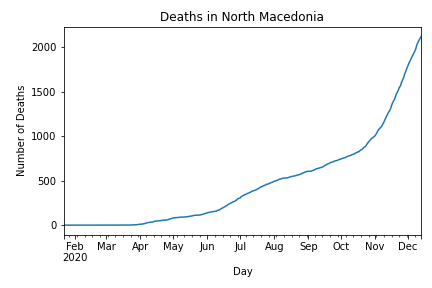 Deaths in North Macedonia
Number of Deaths
2000
1500
1000
500
0
Feb Mar Apr May Jun Jul Aug Sep Oct Nov Dec
2020
Day